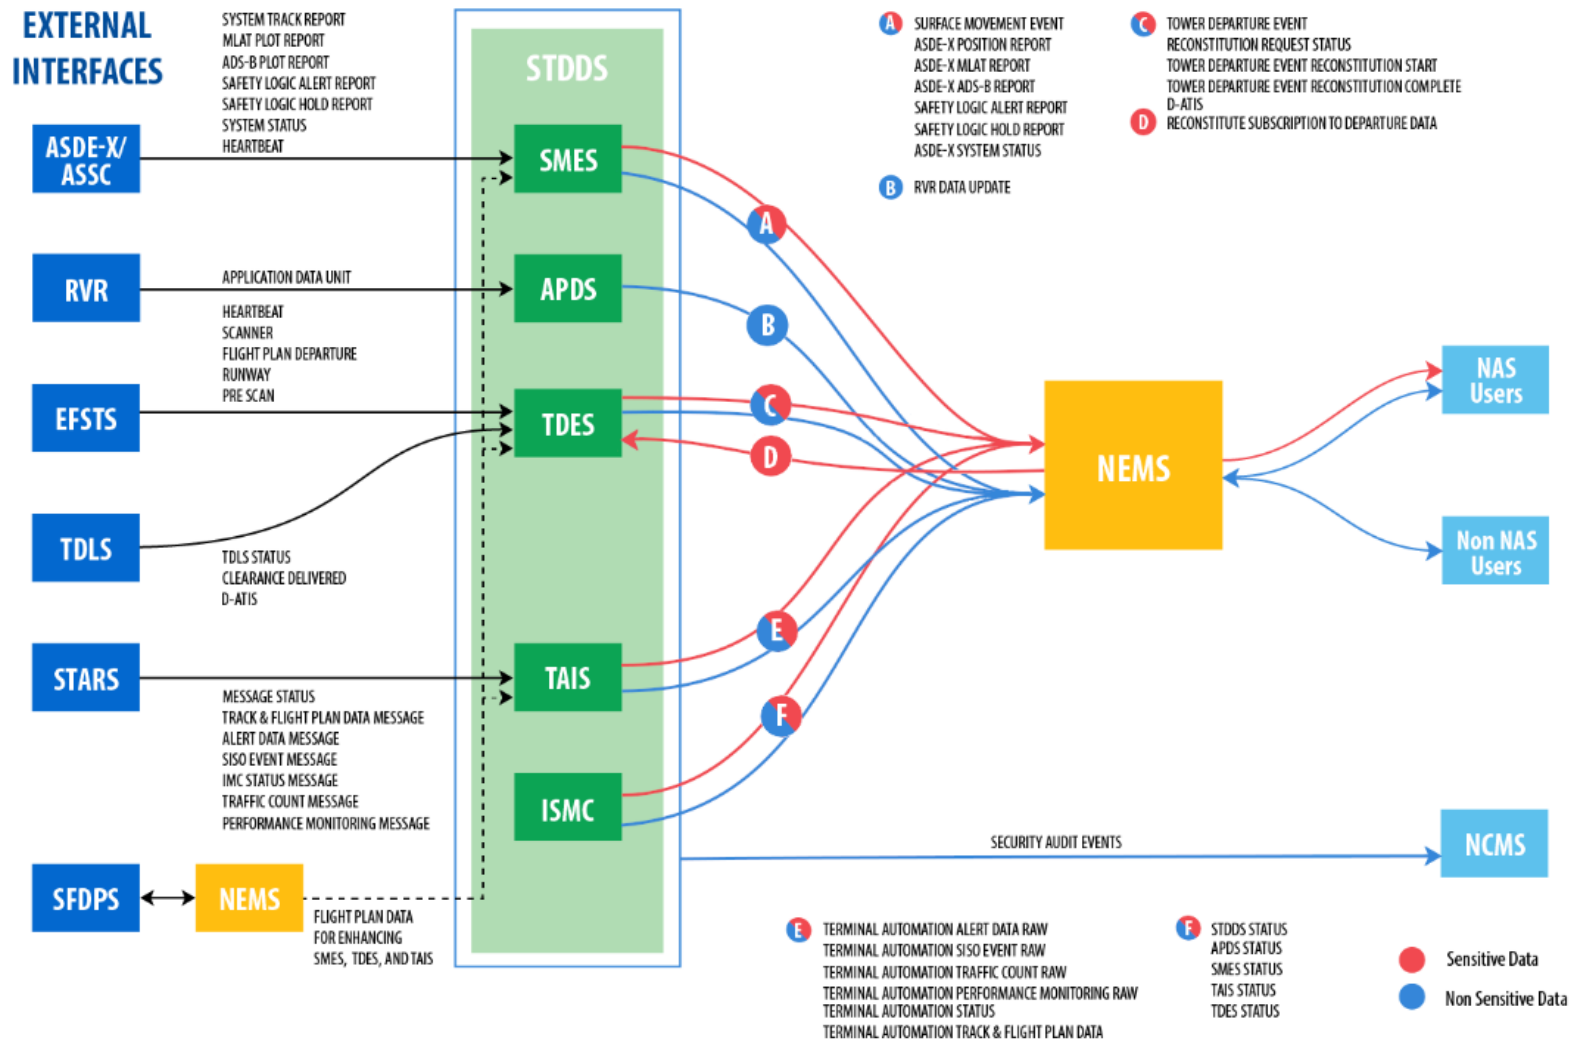 EXTERNAL
INTERFACES
SYSTEM TRACK REPORT
MLAT PLOT REPORT
ADS-B PLOT REPORT
SAFETY LOGIC ALERT REPORT
SAFETY LOGIC HOLD REPORT
SYSTEM STATUS
HEARTBEAT
ASDE-X/
ASSC
RVR
APPLICATION DATA UNIT
HEARTBEAT
SCANNER
FLIGHT PLAN DEPARTURE
RUNWAY
PRE SCAN
EFSTS
TDLS
TDLS STATUS
CLEARANCE DELIVERED
D-ATIS
STARS
MESSAGE STATUS
TRACK & FLIGHT PLAN DATA MESSAGE
ALERT DATA MESSAGE
SISO EVENT MESSAGE
IMC STATUS MESSAGE
TRAFFIC COUNT MESSAGE
PERFORMANCE MONITORING MESSAGE
SFDPS
NEMS
FLIGHT PLAN DATA
FOR ENHANCING
SMES, TDES, AND TAIS
STDDS
SMES
APDS
TDES
TAIS
ISMC
A
B
C
D
E
F
A SURFACE MOVEMENT EVENT
ASDE-X POSITION REPORT
ASDE-X MLAT REPORT
ASDE-X ADS-B REPORT
SAFETY LOGIC ALERT REPORT
SAFETY LOGIC HOLD REPORT
ASDE-X SYSTEM STATUS
B RVR DATA UPDATE
C TOWER DEPARTURE EVENT
RECONSTITUTION REQUEST STATUS
TOWER DEPARTURE EVENT RECONSTITUTION START
TOWER DEPARTURE EVENT RECONSTITUTION COMPLETE
D-ATIS
D RECONSTITUTE SUBSCRIPTION TO DEPARTURE DATA
NEMS
NAS
Users
Non NAS
Users
SECURITY AUDIT EVENTS
NCMS
E TERMINAL AUTOMATION ALERT DATA RAW
TERMINAL AUTOMATION SISO EVENT RAW
TERMINAL AUTOMATION TRAFFIC COUNT RAW
TERMINAL AUTOMATION PERFORMANCE MONITORING RAW
TERMINAL AUTOMATION STATUS
TERMINAL AUTOMATION TRACK & FLIGHT PLAN DATA
F STDDS STATUS
APDS STATUS
SMES STATUS
TAIS STATUS
TDES STATUS
Sensitive Data
Non Sensitive Data